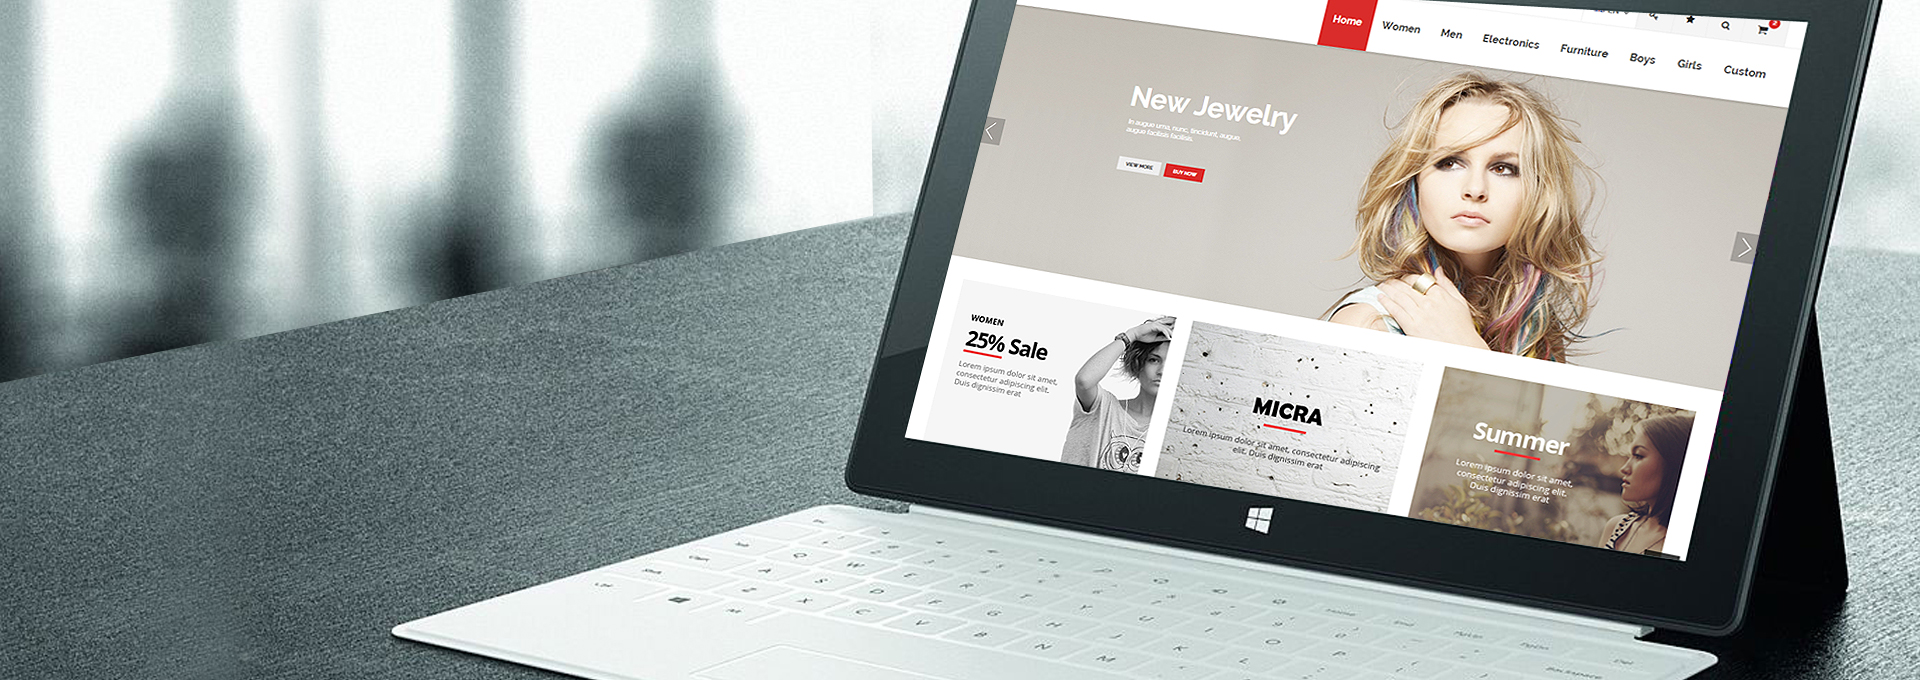 Home Women Men Electronics Furniture Boys Girls Custom
2
New Jewelry
In augue urna, nunc, tincidunt, augue,
augue facilisis facilisis.
VIEW MORE BUY NOW
WOMEN
25% Sale
Lorem ipsum dolor sit amet,
consectetur adipiscing elit.
Duis dignissim erat
MICRA
Lorem ipsum dolor sit amet, consectetur adipiscing
elit. Duis dignissim erat
Summer
Lorem ipsum dolor sit amet,
consectetur adipiscing elit.
Duis dignissim erat
Q W E R T Y U
A S D F G H J K L
Z X C V B N M
Backspace